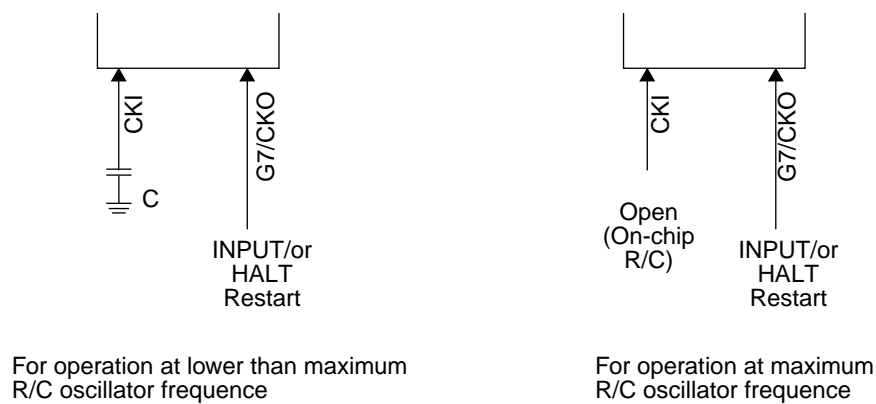 CKI
G7/CKO
C
INPUT/or
HALT
Restart
For operation at lower than maximum
R/C oscillator frequence
CKI
G7/CKO
Open
(On-chip
R/C)
INPUT/or
HALT
Restart
For operation at maximum
R/C oscillator frequence